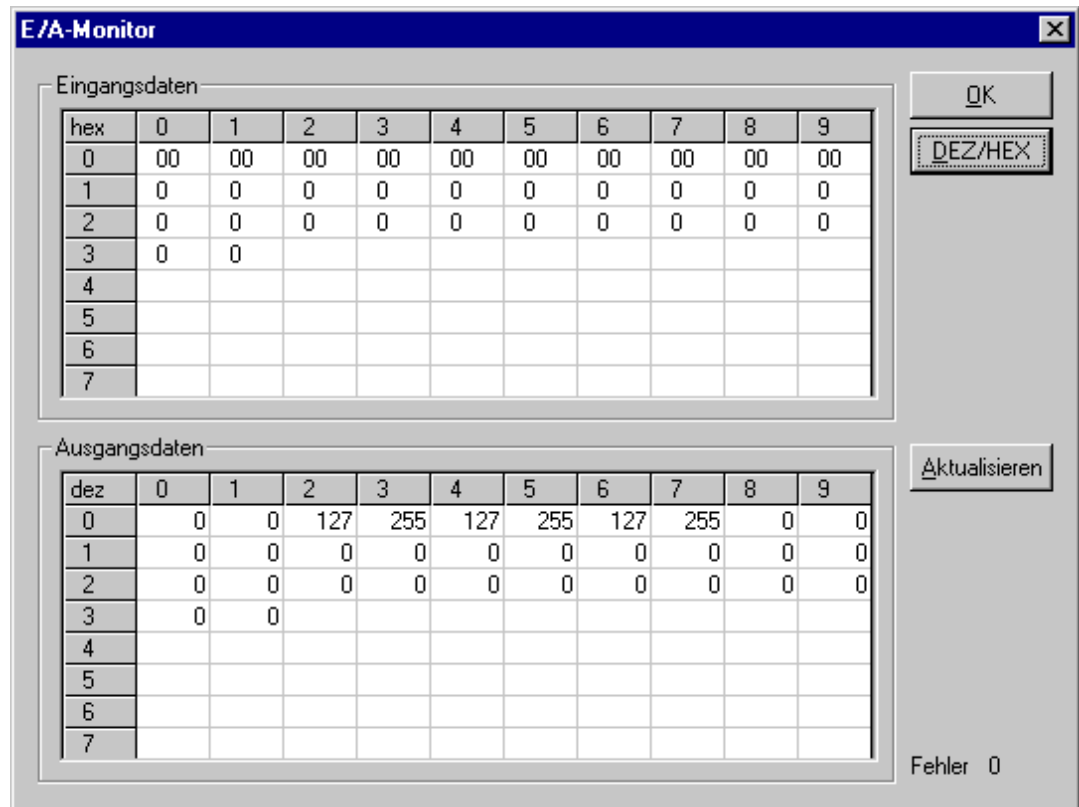 E/A-Monitor
Eingangsdaten
hex 0 1 2 3 4 5 6 7 8 9
0 00 00 00 00 00 00 00 00 00 00
1 0 0 0 0 0 0 0 0 0 0
2 0 0 0 0 0 0 0 0 0 0
3 0 0
4
5
6
7
OK
DEZ/HEX
Ausgangsdaten
dez 0 1 2 3 4 5 6 7 8 9
0 0 0 127 255 127 255 127 255 0 0
1 0 0 0 0 0 0 0 0 0 0
2 0 0 0 0 0 0 0 0 0 0
3 0 0
4
5
6
7
Aktualisieren
Fehler 0